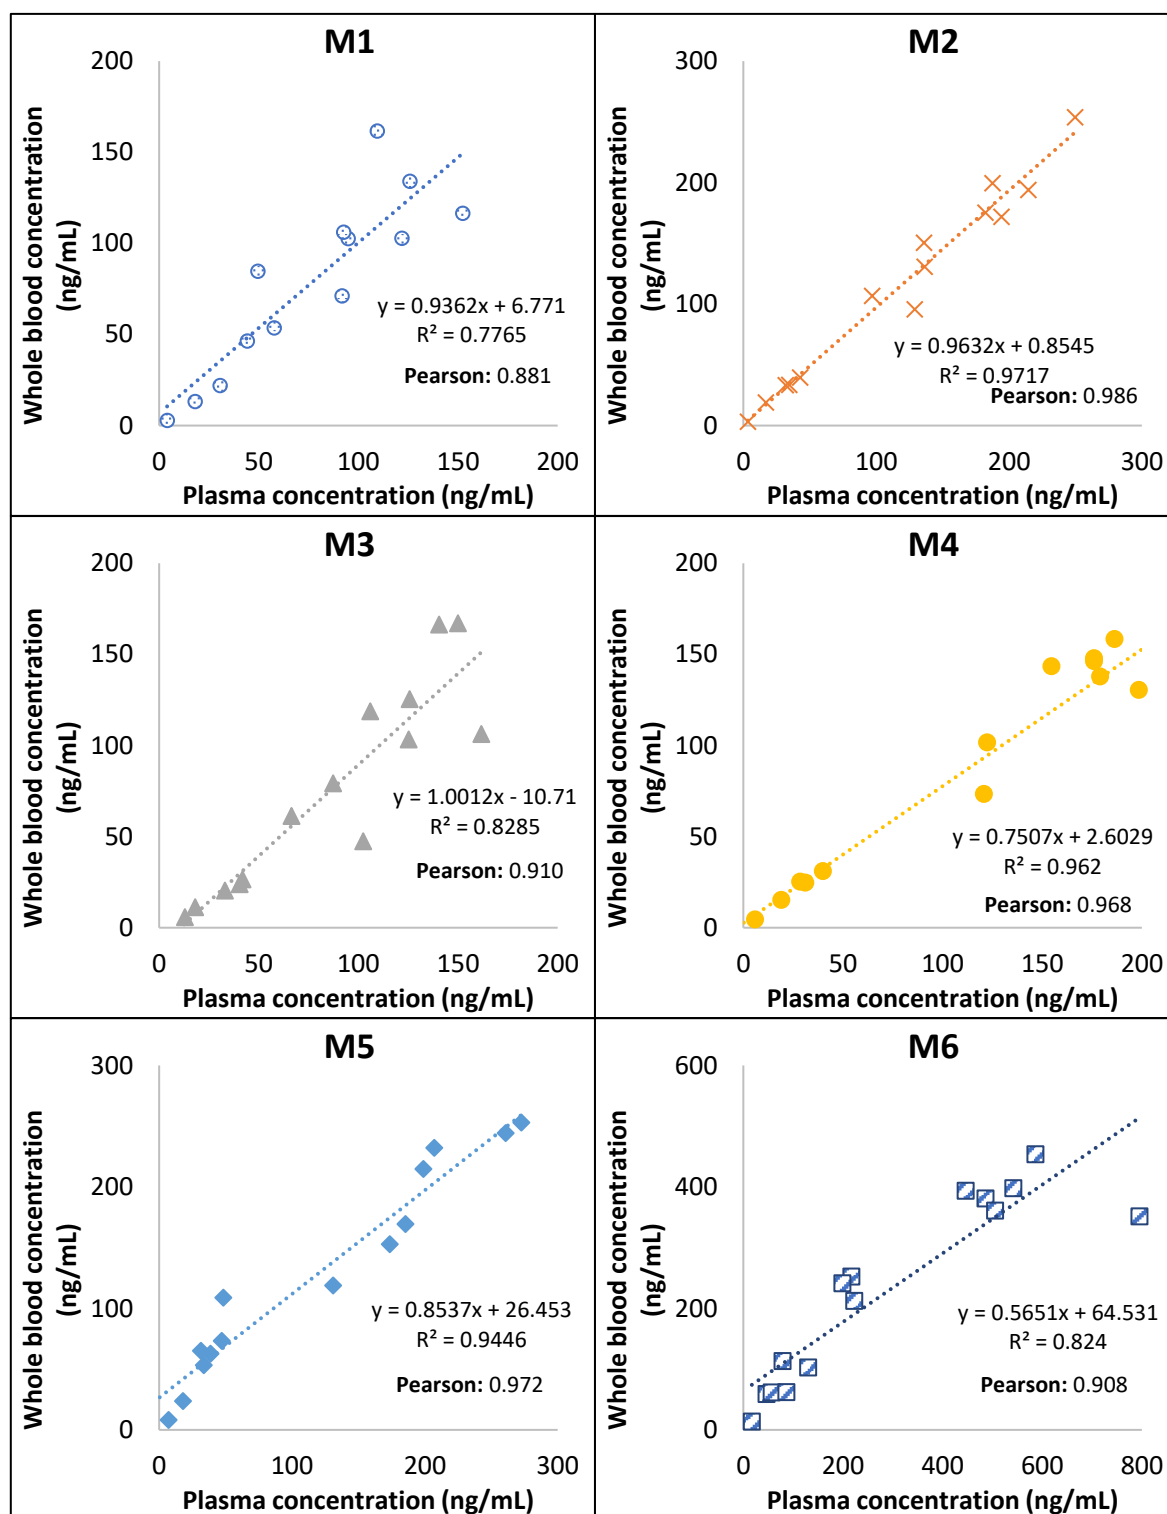 M1
Whole blood concentration
(ng/mL)
200
150
100
50
0
y = 0.9362x + 6.771
R² = 0.7765
Pearson: 0.881
0 50 100 150 200
Plasma concentration (ng/mL)
M2
Whole blood concentration
(ng/mL)
300
200
100
0
y = 0.9632x + 0.8545
R² = 0.9717
Pearson: 0.986
0 100 200 300
Plasma concentration (ng/mL)
M3
Whole blood concentration
(ng/mL)
200
150
100
50
0
y = 1.0012x - 10.71
R² = 0.8285
Pearson: 0.910
0 50 100 150 200
Plasma concentration (ng/mL)
M4
Whole blood concentration
(ng/mL)
200
150
100
50
0
y = 0.7507x + 2.6029
R² = 0.962
Pearson: 0.968
0 50 100 150 200
Plasma concentration (ng/mL)
M5
Whole blood concentration
(ng/mL)
300
200
100
0
y = 0.8537x + 26.453
R² = 0.9446
Pearson: 0.972
0 100 200 300
Plasma concentration (ng/mL)
M6
Whole blood concentration
(ng/mL)
600
400
200
0
y = 0.5651x + 64.531
R² = 0.824
Pearson: 0.908
0 200 400 600 800
Plasma concentration (ng/mL)